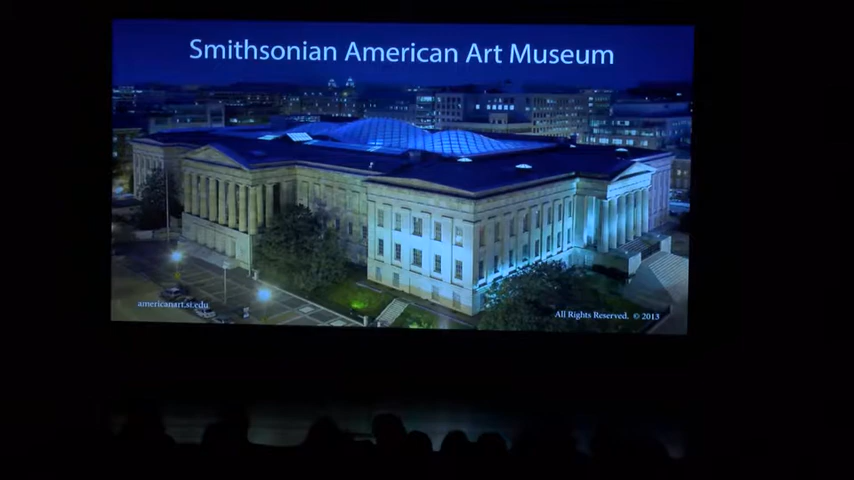 Smithsonian American Art Museum
americanart.si.edu
All Rights Reserved. © 2013